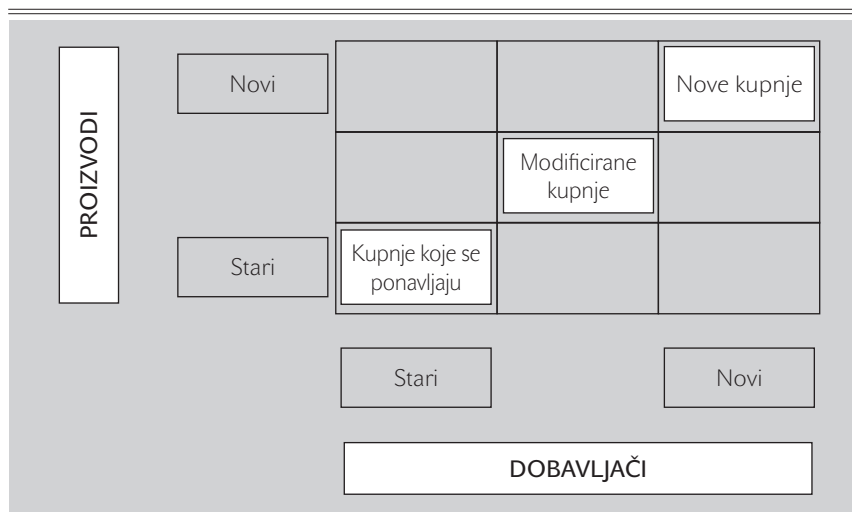 PROIZVODI
Novi
Nove kupnje
Modificirane
kupnje
Stari
Kupnje koje se
ponavljaju
Stari
Novi
DOBAVLJAČI